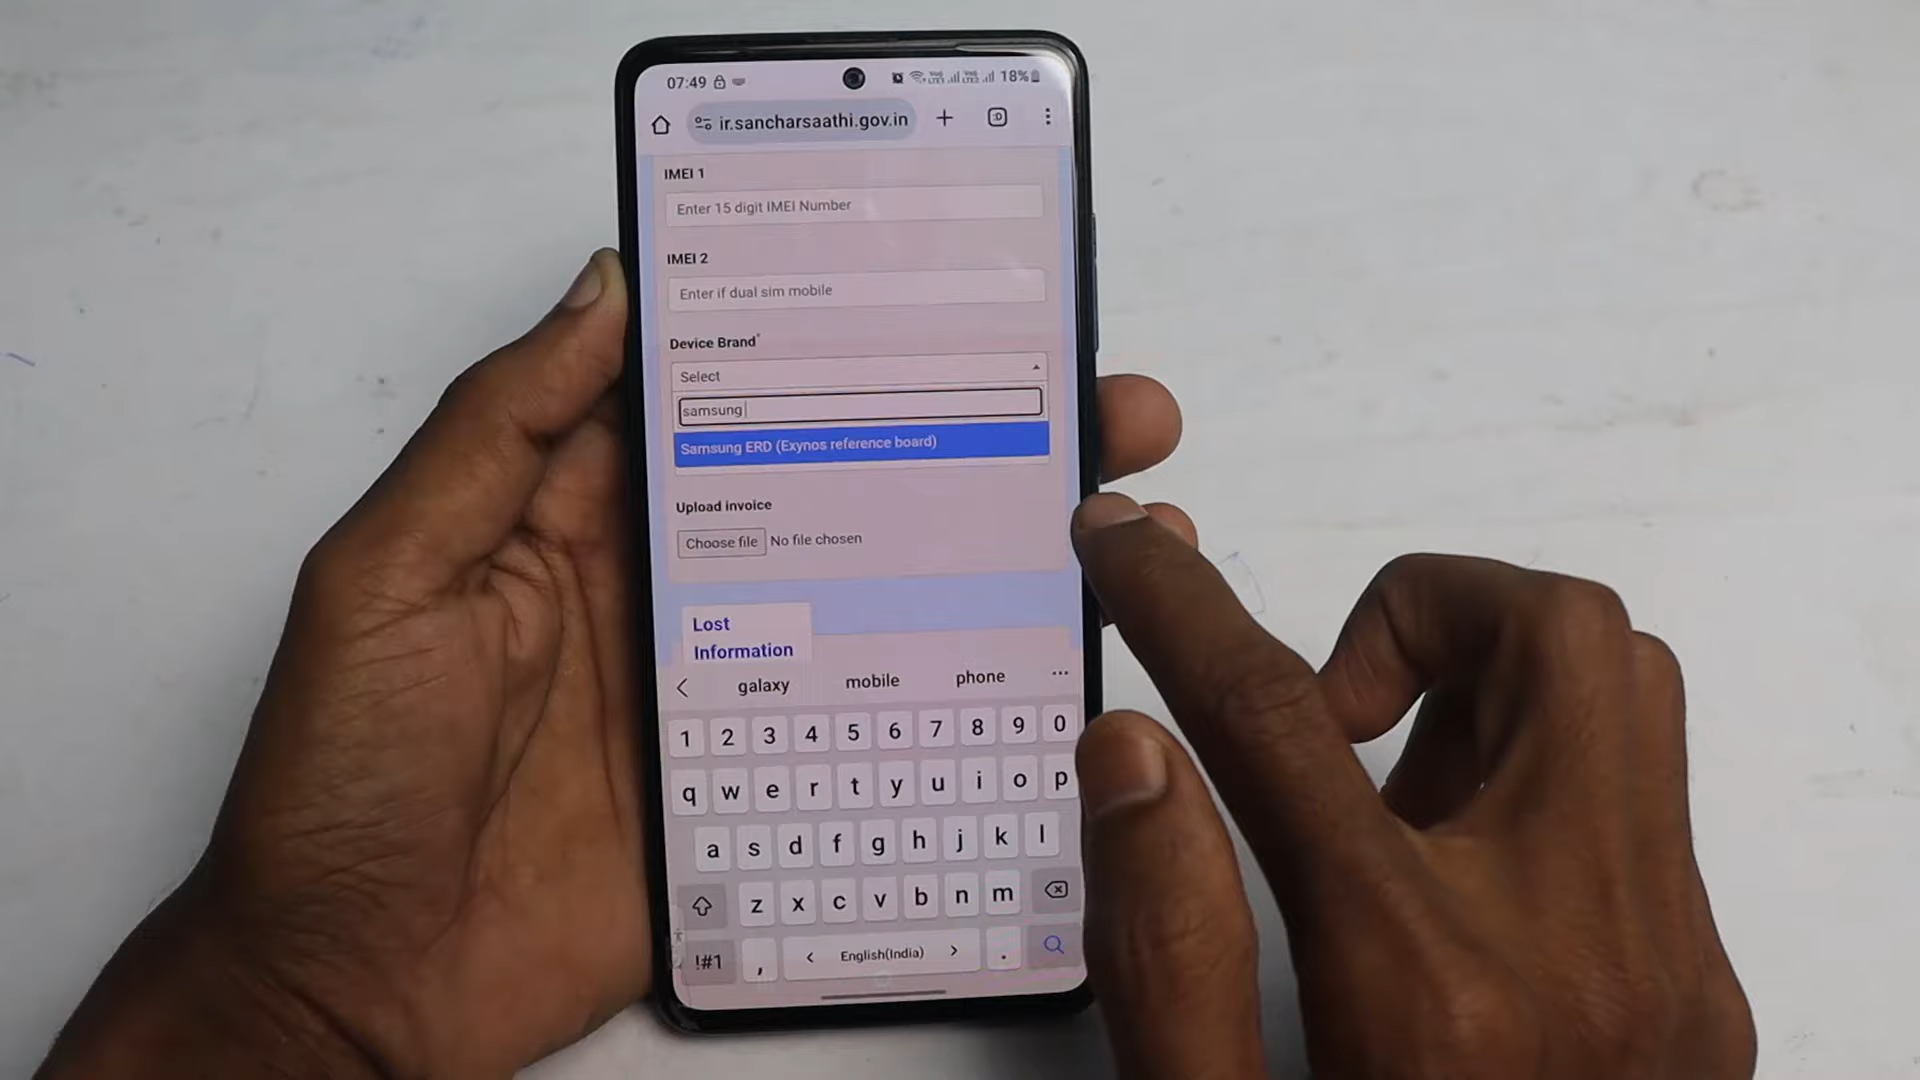 07:49 18%
ir.sancharsaathi.gov.in
IMEI 1
Enter 15 digit IMEI Number
IMEI 2
Enter if dual sim mobile
Device Brand*
Select
samsung
Samsung ERD (Exynos reference board)
Upload invoice
Choose file No file chosen
Lost
Information
galaxy mobile phone
1 2 3 4 5 6 7 8 9 0
q w e r t y u i o p
a s d f g h j k l
z x c v b n m
!#1 , < English(India) > .